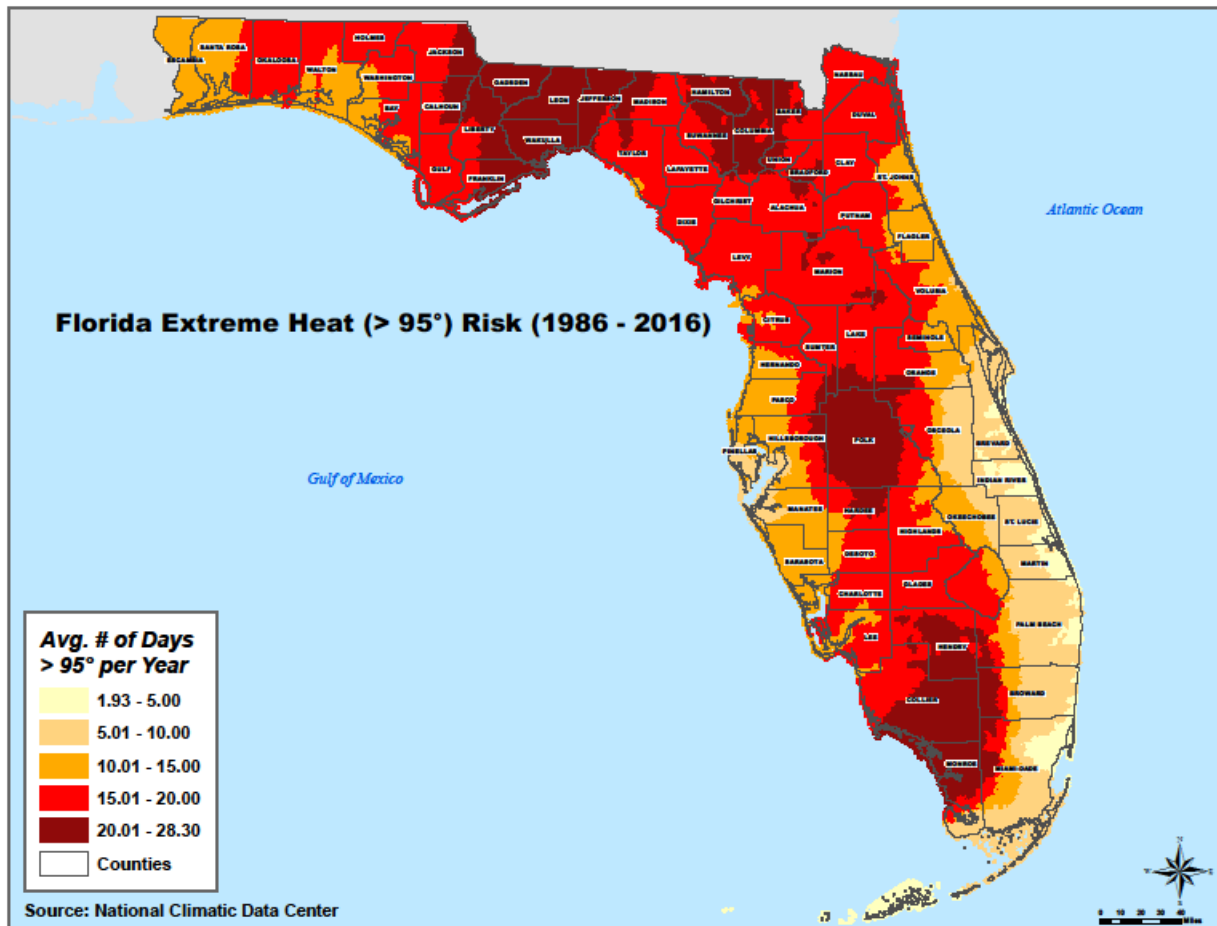 ESCAMBIA
SANTA ROSA
OKALOOSA
WALTON
HOLMES
WASHINGTON
JACKSON
BAY
CALHOUN
GULF
GADSDEN
LIBERTY
FRANKLIN
LEON
WAKULLA
JEFFERSON
MADISON
TAYLOR
HAMILTON
SUWANNEE
COLUMBIA
LAFAYETTE
BAKER
UNION
BRADFORD
NASSAU
DUVAL
CLAY
ST. JOHNS
GILCHRIST
ALACHUA
PUTNAM
DIXIE
FLAGLER
LEVY
MARION
VOLUSIA
Atlantic Ocean
Florida Extreme Heat (> 95°) Risk (1986 - 2016)
CITRUS
SUMTER
LAKE
SEMINOLE
HERNANDO
ORANGE
PASCO
HILLSBOROUGH
POLK
OSCEOLA
BREVARD
PINELLAS
Gulf of Mexico
INDIAN RIVER
MANATEE
HARDEE
OKEECHOBEE
ST. LUCIE
HIGHLANDS
SARASOTA
DESOTO
MARTIN
CHARLOTTE
GLADES
PALM BEACH
LEE
HENDRY
COLLIER
BROWARD
MONROE
MIAMI-DADE
Avg. # of Days
> 95° per Year
1.93 - 5.00
5.01 - 10.00
10.01 - 15.00
15.01 - 20.00
20.01 - 28.30
Counties
Source: National Climatic Data Center
N
W
E
S
0 10 20 30 40
Miles